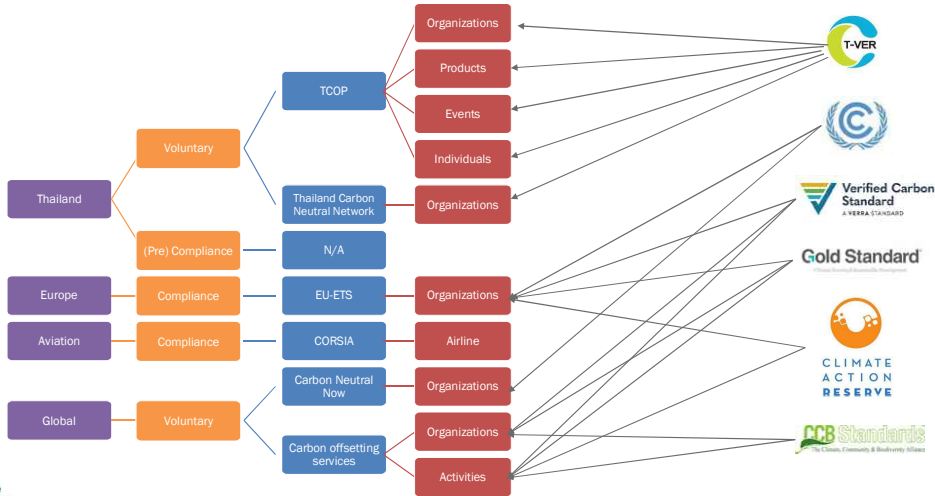 Organizations
T-VER
Products
TCOP
Events
Voluntary
Individuals
Thailand
Thailand Carbon
Neutral Network
Organizations
Verified Carbon
Standard
A VERRA STANDARD
(Pre) Compliance
N/A
Gold Standard
Europe
Compliance
EU-ETS
Organizations
Aviation
Compliance
CORSIA
Airline
CLIMATE
ACTION
RESERVE
Carbon Neutral
Now
Organizations
Global
Voluntary
Organizations
Carbon offsetting
services
Activities
CCB Standards
The Climate, Community & Biodiversity Alliance